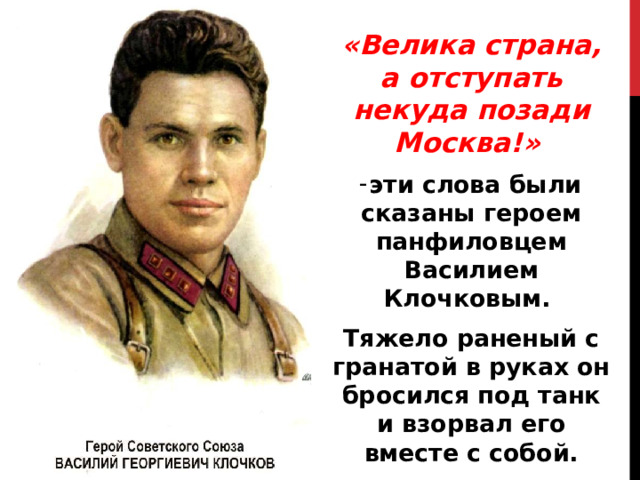 «Велика страна,
а отступать
некуда позади
Москва!»
-эти слова были
сказаны героем
панфиловцем
Василием
Клочковым.
Тяжело раненый с
гранатой в руках он
бросился под танк
и взорвал его
вместе с собой.
Герой Советского Союза
ВАСИЛИЙ ГЕОРГИЕВИЧ КЛОЧКОВ